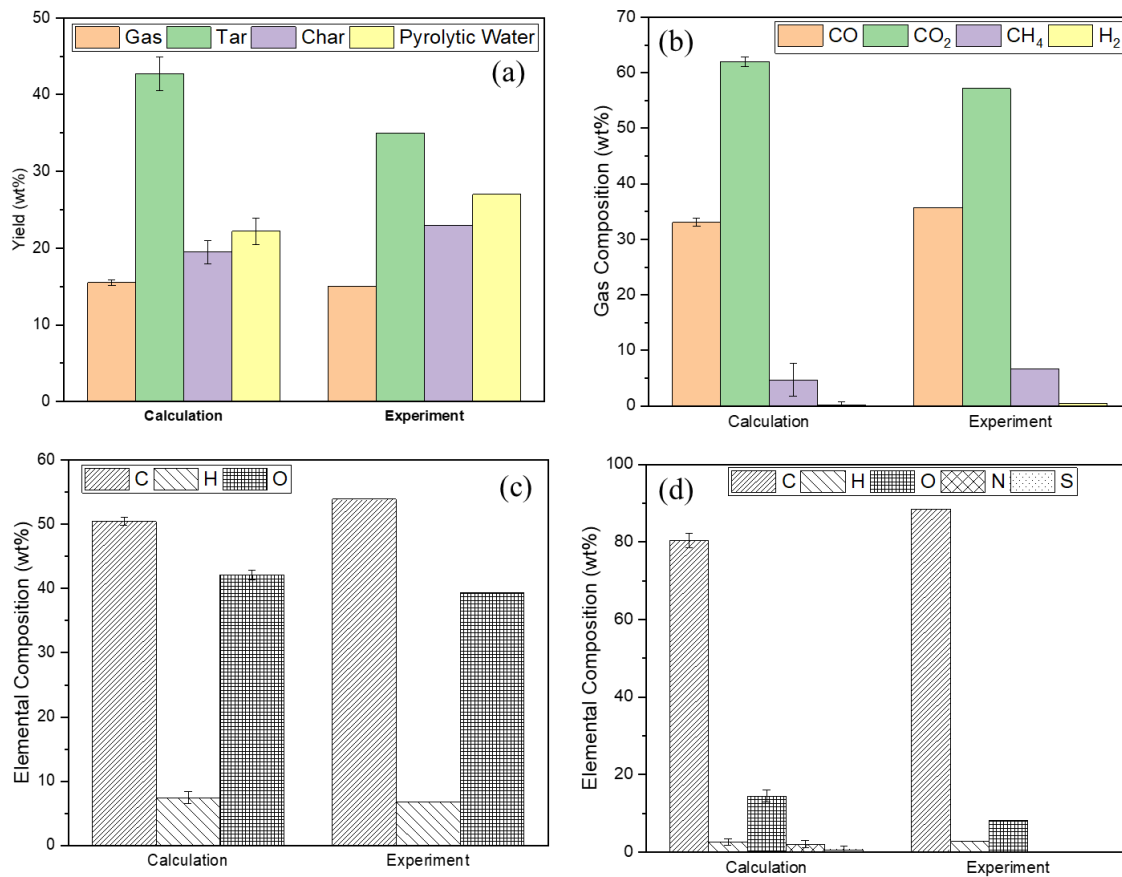 Gas Tar Char Pyrolytic Water
(a)
Yield (wt%)
50
40
30
20
10
0
Calculation Experiment
CO CO₂ CH₄ H₂
(b)
Gas Composition (wt%)
70
60
50
40
30
20
10
0
Calculation Experiment
C H O
(c)
Elemental Composition (wt%)
60
50
40
30
20
10
0
Calculation Experiment
C H O N S
(d)
Elemental Composition (wt%)
100
80
60
40
20
0
Calculation Experiment